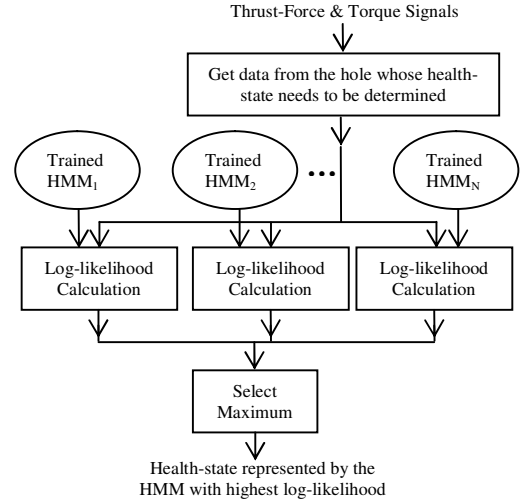 Thrust-Force & Torque Signals
Get data from the hole whose health-
state needs to be determined
Trained
HMM₁
Trained
HMM₂
...
Trained
HMM_N
Log-likelihood
Calculation
Log-likelihood
Calculation
Log-likelihood
Calculation
Select
Maximum
Health-state represented by the
HMM with highest log-likelihood